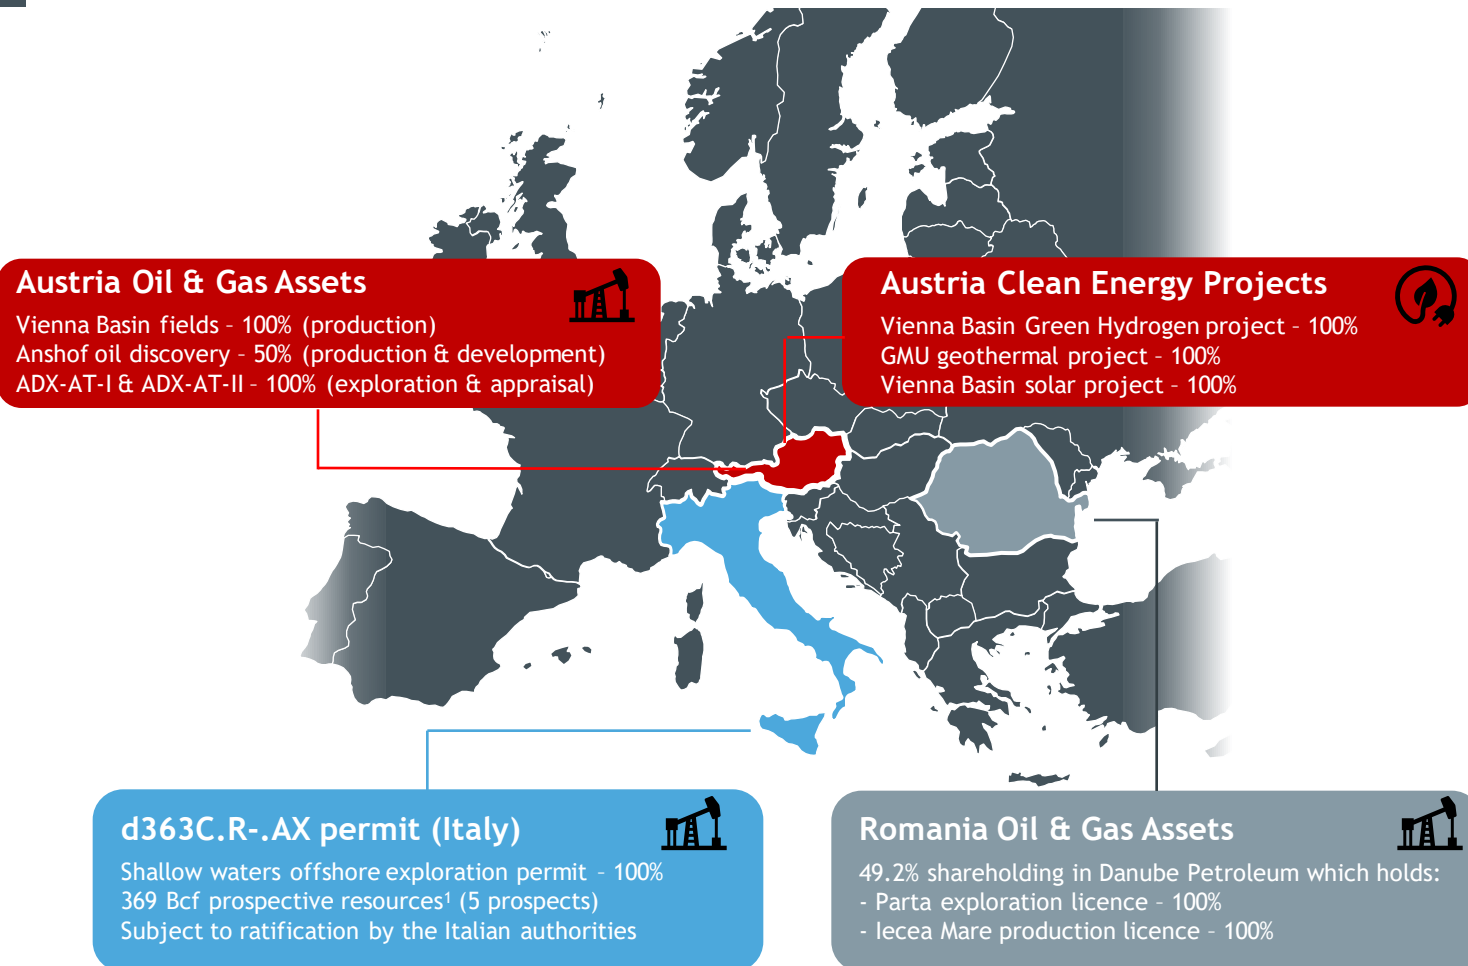 Austria Oil & Gas Assets
Vienna Basin fields – 100% (production)
Anshof oil discovery – 50% (production & development)
ADX-AT-I & ADX-AT-II – 100% (exploration & appraisal)
Austria Clean Energy Projects
Vienna Basin Green Hydrogen project – 100%
GMU geothermal project – 100%
Vienna Basin solar project – 100%
d363C.R-.AX permit (Italy)
Shallow waters offshore exploration permit – 100%
369 Bcf prospective resources¹ (5 prospects)
Subject to ratification by the Italian authorities
Romania Oil & Gas Assets
49.2% shareholding in Danube Petroleum which holds:
- Parta exploration licence – 100%
- Iecea Mare production licence – 100%